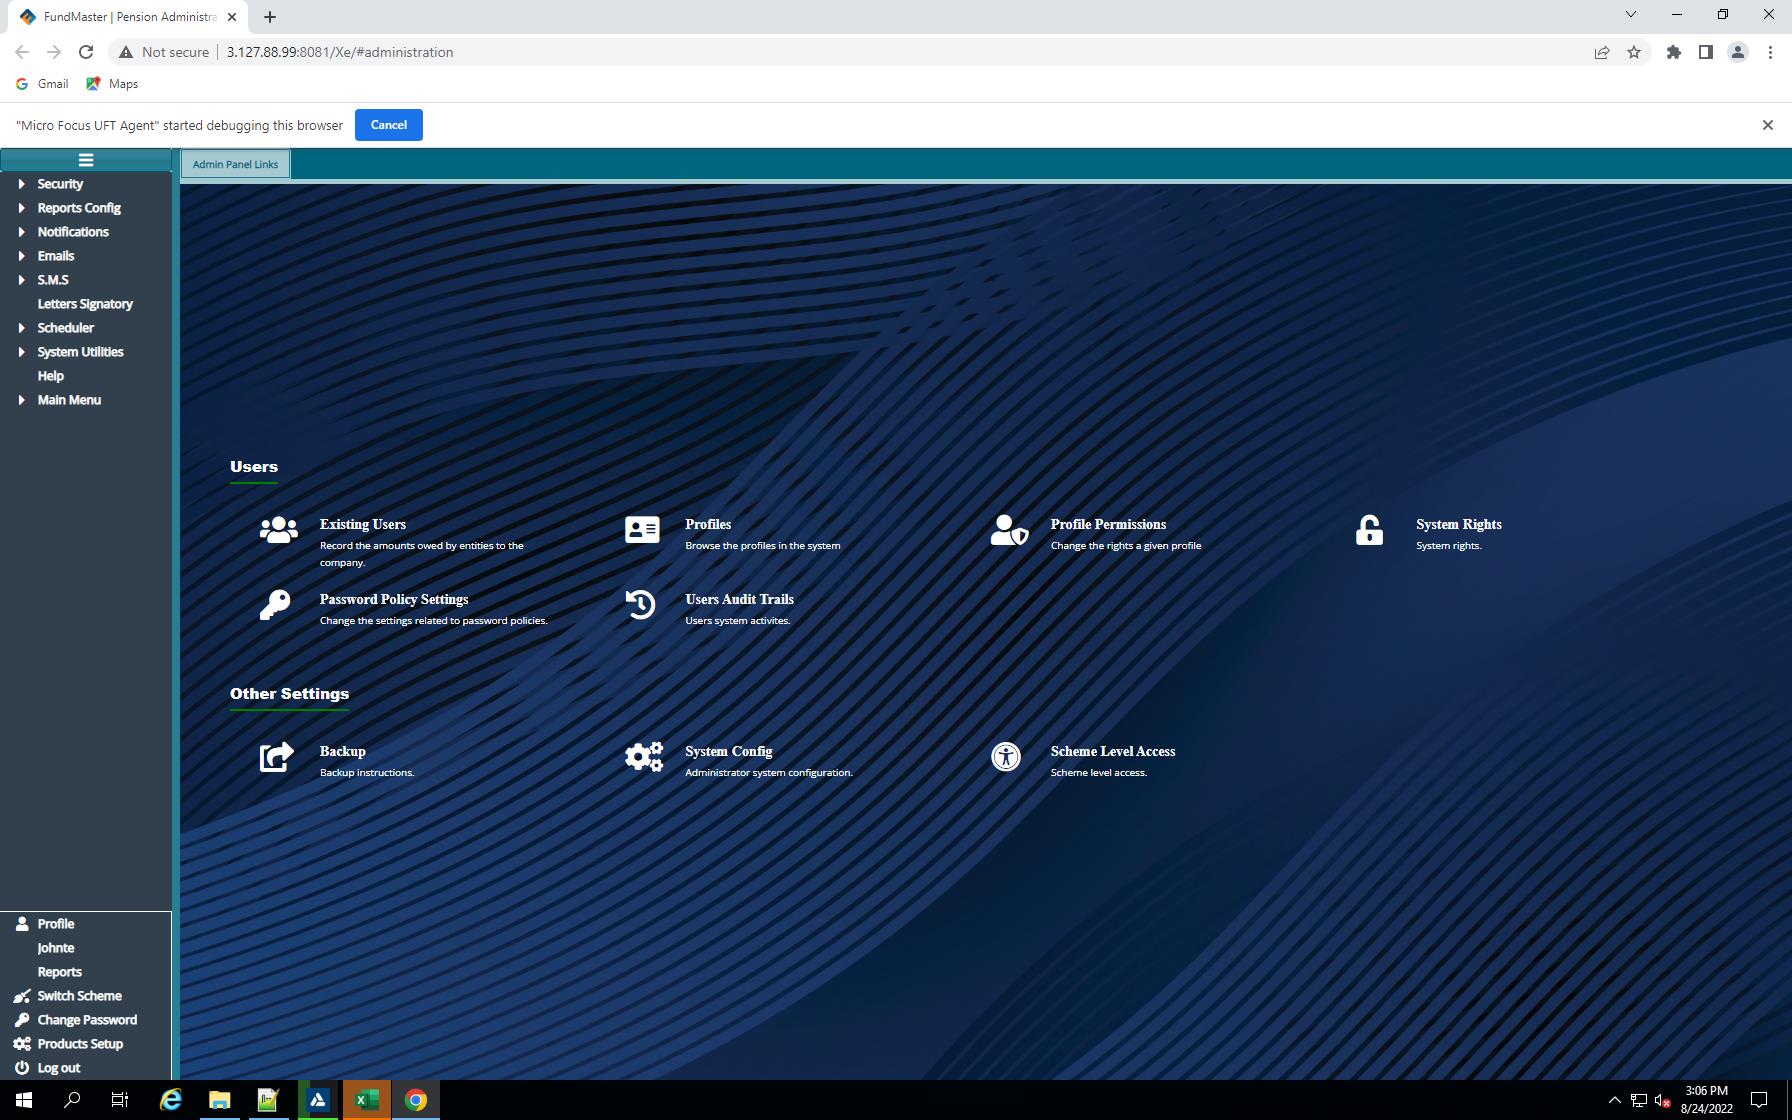 FundMaster | Pension Administra
Not secure
3.127.88.99:8081/Xe/#administration
Gmail
Maps
"Micro Focus UFT Agent" started debugging this browser
Cancel
Admin Panel Links
Security
Reports Config
Notifications
Emails
S.M.S
Letters Signatory
Scheduler
System Utilities
Help
Main Menu
Users
Existing Users
Record the amounts owed by entities to the
company.
Profiles
Browse the profiles in the system
Profile Permissions
Change the rights a given profile
System Rights
System rights.
Password Policy Settings
Change the settings related to password policies.
Users Audit Trails
Users system activites.
Other Settings
Backup
Backup instructions.
System Config
Administrator system configuration.
Scheme Level Access
Scheme level access.
Profile
Johnte
Reports
Switch Scheme
Change Password
Products Setup
Log out
3:06 PM
8/24/2022